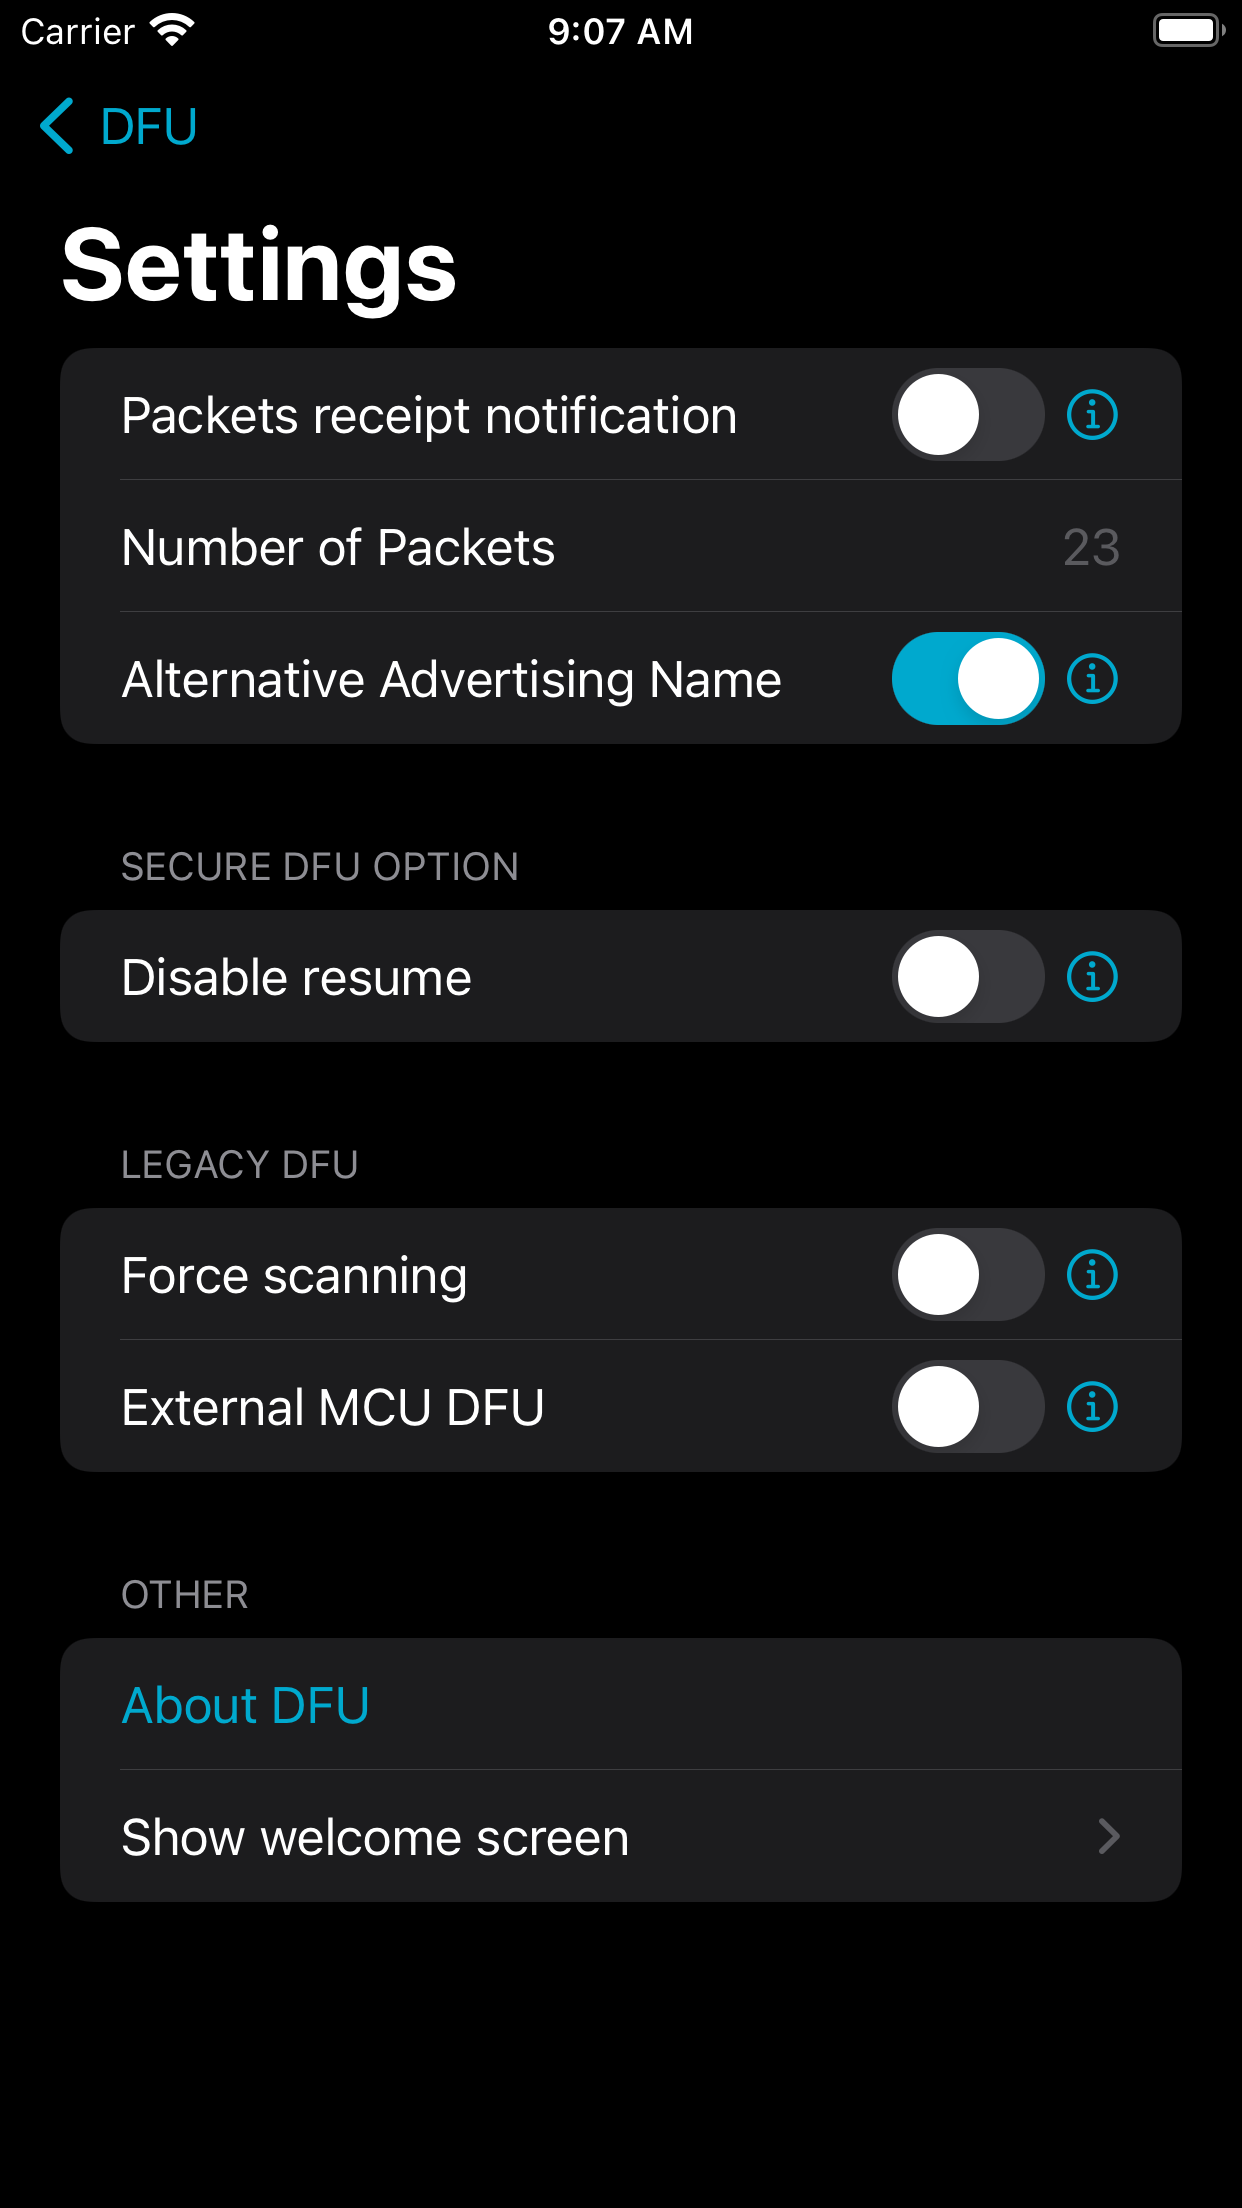 Carrier 9:07 AM
DFU
Settings
Packets receipt notification
Number of Packets 23
Alternative Advertising Name
SECURE DFU OPTION
Disable resume
LEGACY DFU
Force scanning
External MCU DFU
OTHER
About DFU
Show welcome screen